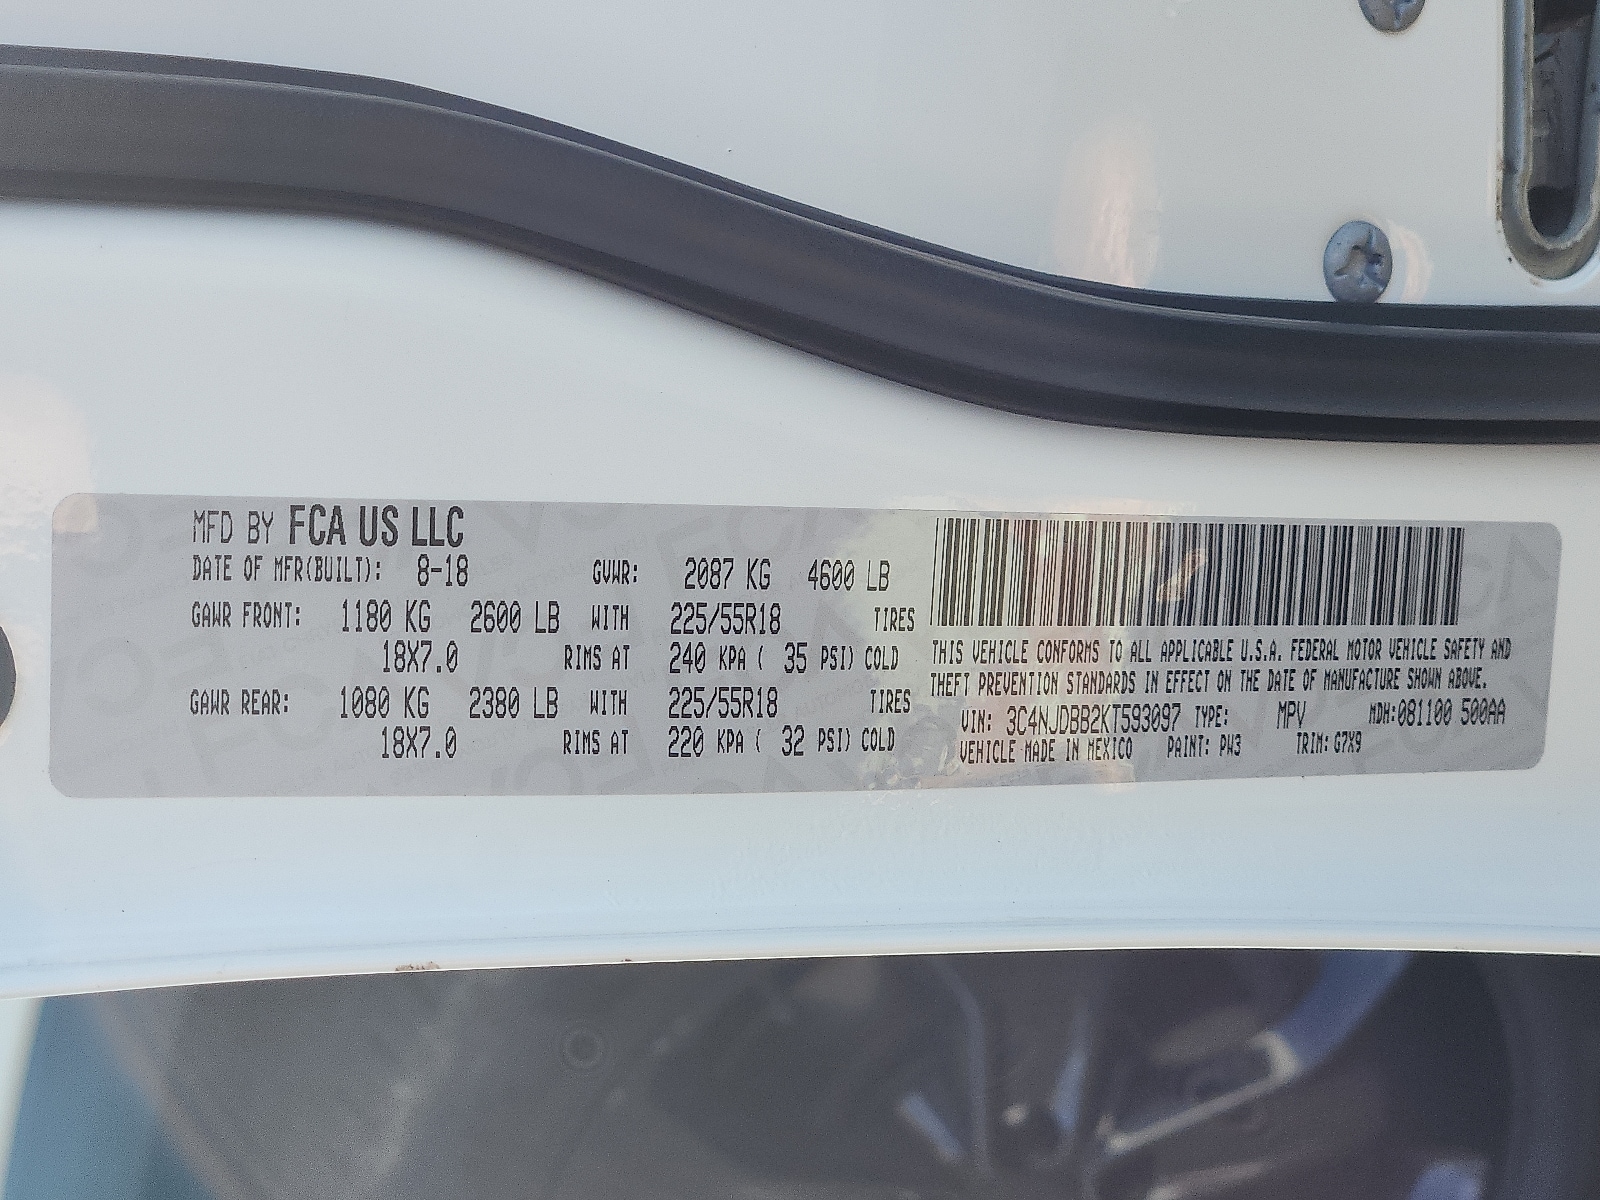 MFD BY FCA US LLC
DATE OF MFR(BUILT): 8-18 GVWR: 2087 KG 4600 LB
GAWR FRONT: 1180 KG 2600 LB WITH 225/55R18 TIRES
18X7.0 RIMS AT 240 KPA ( 35 PSI) COLD
GAWR REAR: 1080 KG 2380 LB WITH 225/55R18 TIRES
18X7.0 RIMS AT 220 KPA ( 32 PSI) COLD
THIS VEHICLE CONFORMS TO ALL APPLICABLE U.S.A. FEDERAL MOTOR VEHICLE SAFETY AND
THEFT PREVENTION STANDARDS IN EFFECT ON THE DATE OF MANUFACTURE SHOWN ABOVE.
VIN: 3C4NJDBB2KT593097 TYPE: MPV MDH:081100 500AA
VEHICLE MADE IN MEXICO PAINT: PW3 TRIM: G7X9